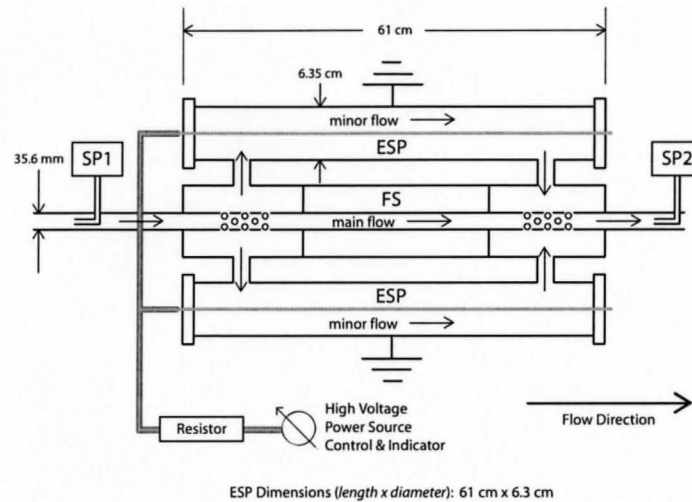 61 cm
6.35 cm
minor flow
ESP
35.6 mm
SP1
SP2
FS
main flow
ESP
minor flow
Resistor
High Voltage
Power Source
Control & Indicator
Flow Direction
ESP Dimensions (length x diameter): 61 cm x 6.3 cm